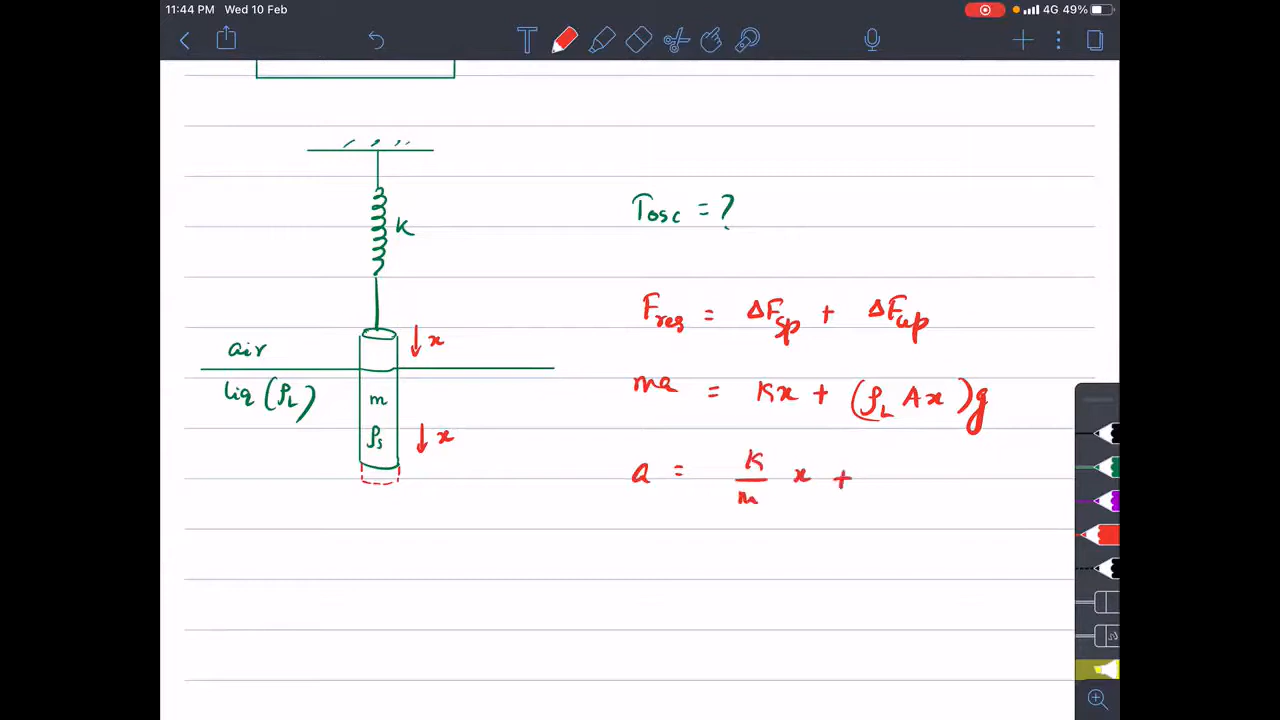 11:44 PM Wed 10 Feb
4G 49%
T
K
Tosc = ?
Fres = ΔFsp + ΔFup
x
air
liq (ρL)
ma = Kx + (ρL Ax)g
m
ρs
x
a = K/m x +